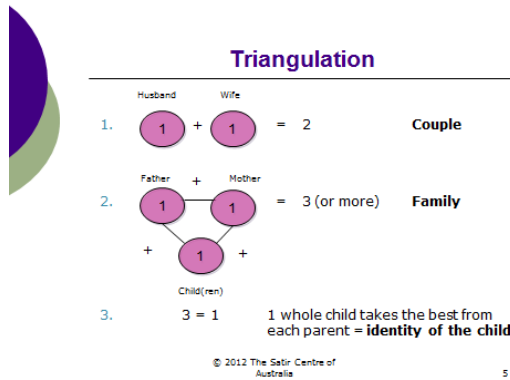 Triangulation
Husband Wife
1. 1 + 1 = 2 Couple
Father + Mother
2. 1 1 = 3 (or more) Family
+ 1 +
Child(ren)
3. 3 = 1 1 whole child takes the best from
each parent = identity of the child
© 2012 The Satir Centre of
Australia 5